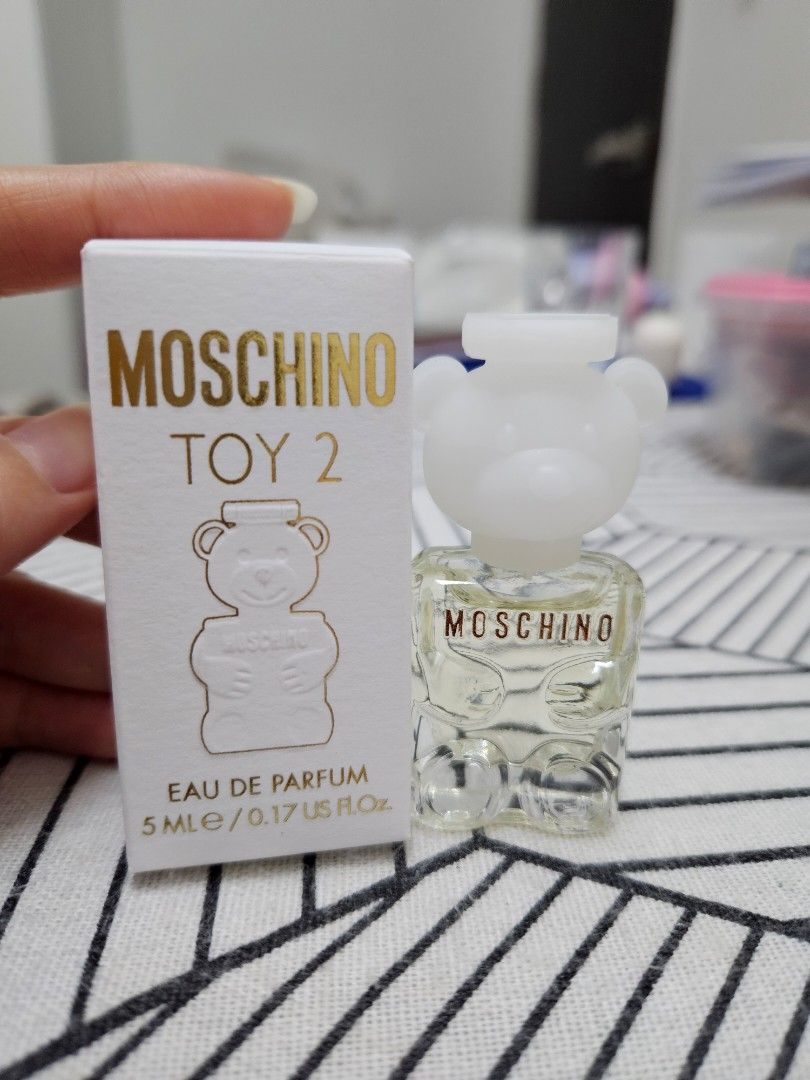 MOSCHINO
TOY 2
MOSCHINO
EAU DE PARFUM
5 ML ℮ / 0.17 US Fl.Oz.
MOSCHINO